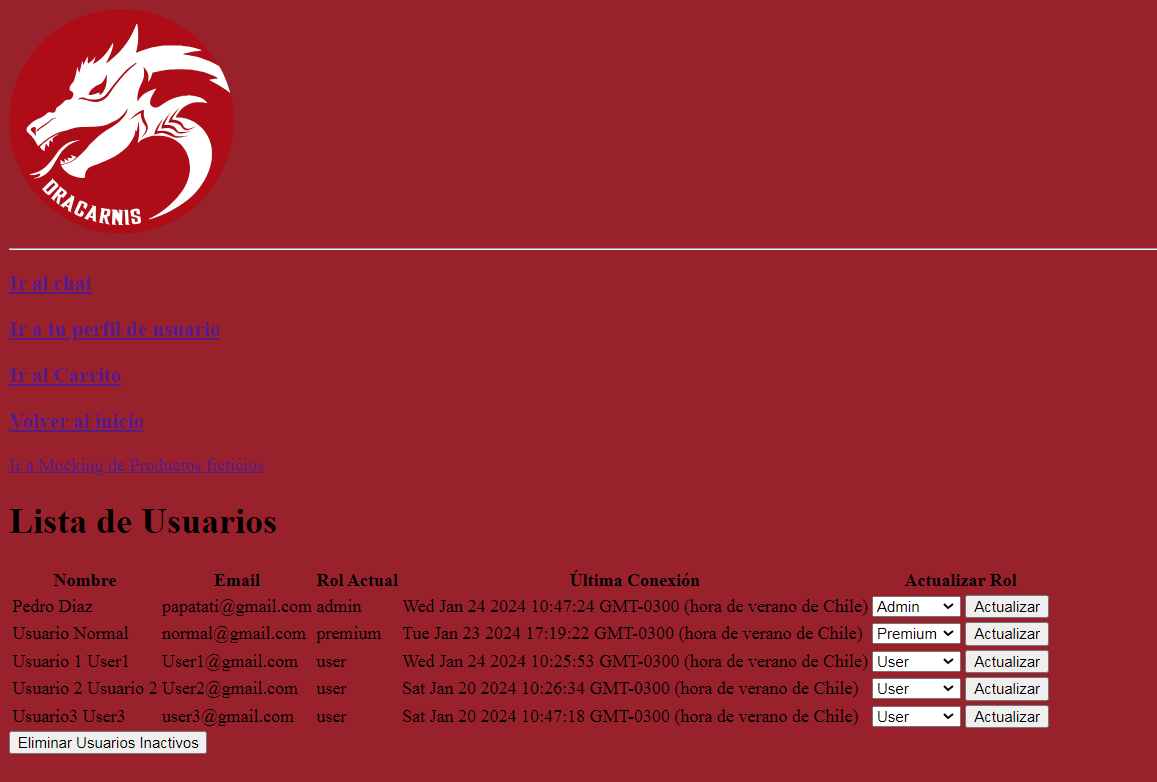 DRACARNIS
Ir al chat
Ir a tu perfil de usuario
Ir al Carrito
Volver al inicio
Ir a Mocking de Productos ficticios
Lista de Usuarios
Nombre Email Rol Actual Última Conexión Actualizar Rol
Pedro Diaz papatati@gmail.com admin Wed Jan 24 2024 10:47:24 GMT-0300 (hora de verano de Chile) Admin Actualizar
Usuario Normal normal@gmail.com premium Tue Jan 23 2024 17:19:22 GMT-0300 (hora de verano de Chile) Premium Actualizar
Usuario 1 User1 User1@gmail.com user Wed Jan 24 2024 10:25:53 GMT-0300 (hora de verano de Chile) User Actualizar
Usuario 2 Usuario 2 User2@gmail.com user Sat Jan 20 2024 10:26:34 GMT-0300 (hora de verano de Chile) User Actualizar
Usuario3 User3 user3@gmail.com user Sat Jan 20 2024 10:47:18 GMT-0300 (hora de verano de Chile) User Actualizar
Eliminar Usuarios Inactivos